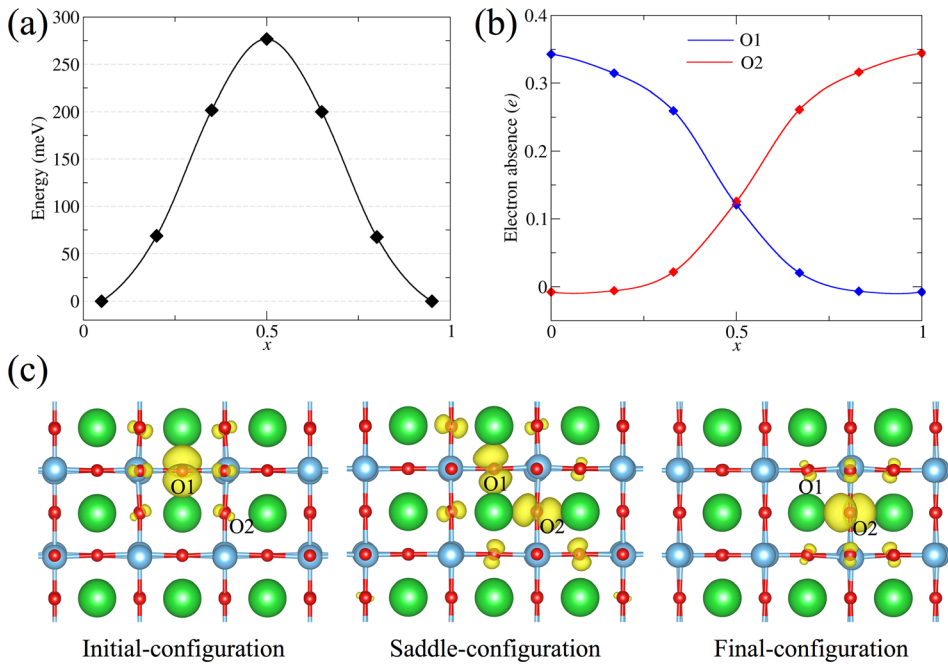 (a)
300
250
200
150
100
50
0
Energy (meV)
0
0.5
1
x
(b)
O1
O2
0.3
0.2
0.1
0
Electron absence (e)
0
0.5
1
x
(c)
O1
O2
Initial-configuration
O1
O2
Saddle-configuration
O1
O2
Final-configuration